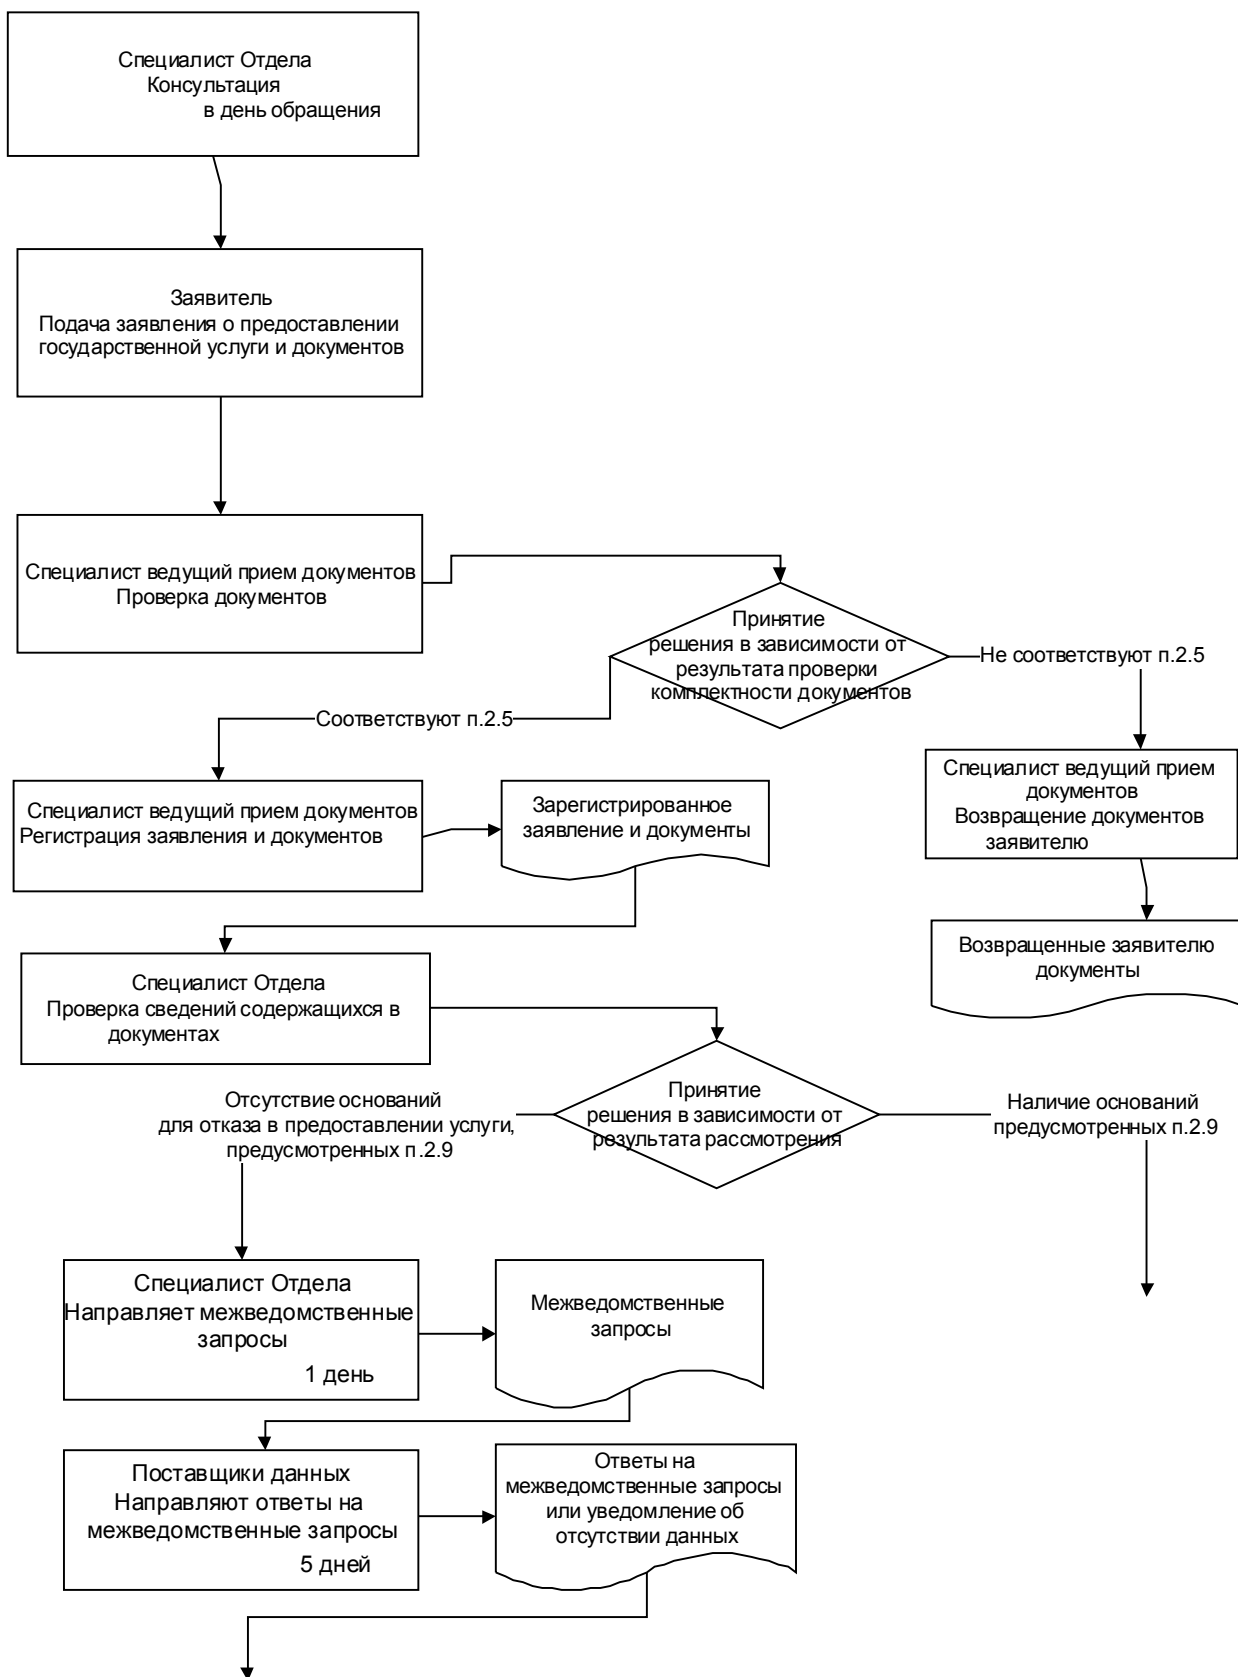 Специалист Отдела
Консультация
в день обращения
Заявитель
Подача заявления о предоставлении
государственной услуги и документов
Специалист ведущий прием документов
Проверка документов
Принятие
решения в зависимости от
результата проверки
комплектности документов
Не соответствуют п.2.5
Соответствуют п.2.5
Специалист ведущий прием
документов
Возвращение документов
заявителю
Специалист ведущий прием документов
Регистрация заявления и документов
Зарегистрированное
заявление и документы
Возвращенные заявителю
документы
Специалист Отдела
Проверка сведений содержащихся в
документах
Принятие
решения в зависимости от
результата рассмотрения
Отсутствие оснований
для отказа в предоставлении услуги,
предусмотренных п.2.9
Наличие оснований
предусмотренных п.2.9
Специалист Отдела
Направляет межведомственные
запросы
1 день
Межведомственные
запросы
Поставщики данных
Направляют ответы на
межведомственные запросы
5 дней
Ответы на
межведомственные запросы
или уведомление об
отсутствии данных